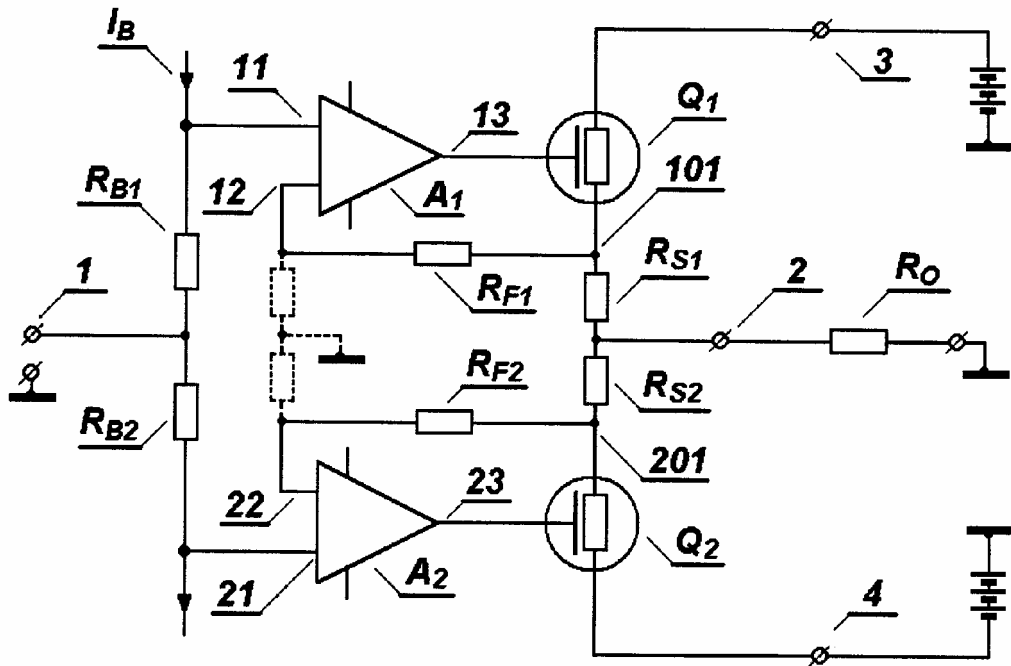 I_B
11
13
Q_1
3
R_B1
12
A_1
101
1
R_F1
R_S1
2
R_O
R_B2
R_F2
R_S2
22
23
201
21
A_2
Q_2
4